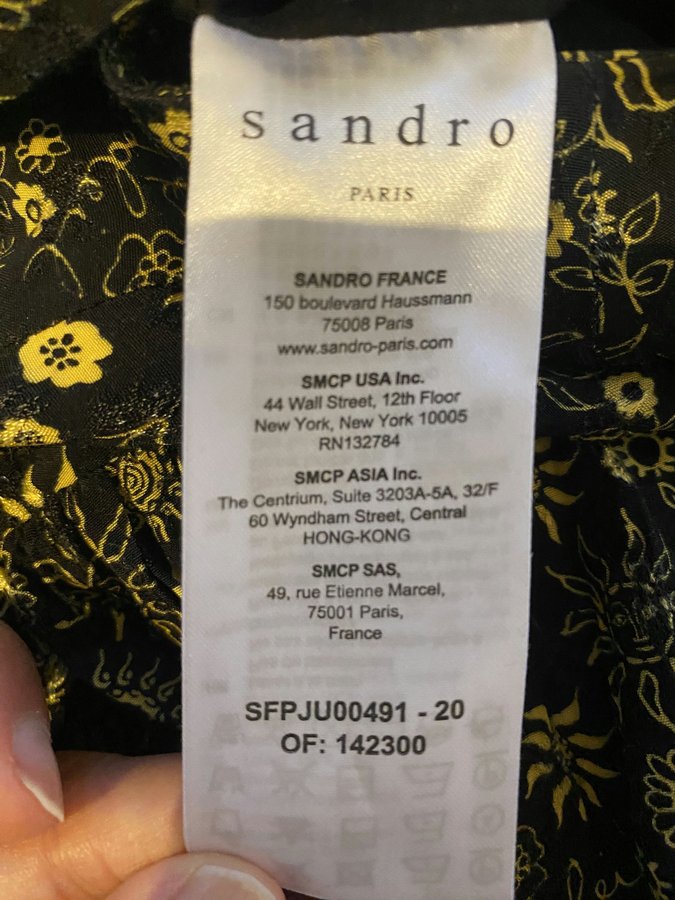 sandro
PARIS
SANDRO FRANCE
150 boulevard Haussmann
75008 Paris
www.sandro-paris.com
SMCP USA Inc.
44 Wall Street, 12th Floor
New York, New York 10005
RN132784
SMCP ASIA Inc.
The Centrium, Suite 3203A-5A, 32/F
60 Wyndham Street, Central
HONG-KONG
SMCP SAS,
49, rue Etienne Marcel,
75001 Paris,
France
SFPJU00491 - 20
OF: 142300